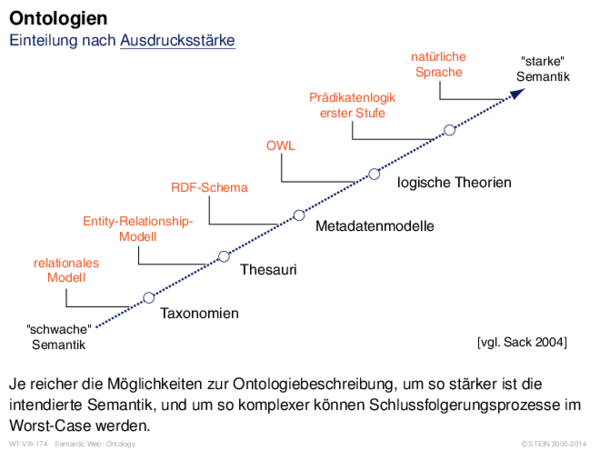 Ontologien
Einteilung nach Ausdrucksstärke
natürliche
Sprache
"starke"
Semantik
Prädikatenlogik
erster Stufe
OWL
logische Theorien
RDF-Schema
Metadatenmodelle
Entity-Relationship-
Modell
Thesauri
relationales
Modell
Taxonomien
"schwache"
Semantik
[vgl. Sack 2004]
Je reicher die Möglichkeiten zur Ontologiebeschreibung, um so stärker ist die
intendierte Semantik, und um so komplexer können Schlussfolgerungsprozesse im
Worst-Case werden.
WT:VIII-174 Semantic Web: Ontology
©STEIN 2005-2014